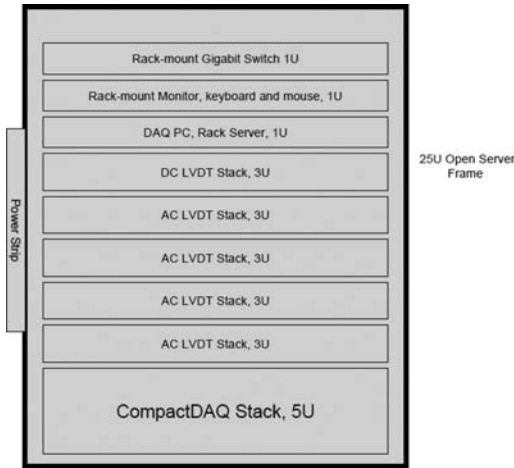 Rack-mount Gigabit Switch 1U
Rack-mount Monitor, keyboard and mouse, 1U
DAQ PC, Rack Server, 1U
DC LVDT Stack, 3U
25U Open Server
Frame
AC LVDT Stack, 3U
Power Strip
AC LVDT Stack, 3U
AC LVDT Stack, 3U
AC LVDT Stack, 3U
CompactDAQ Stack, 5U